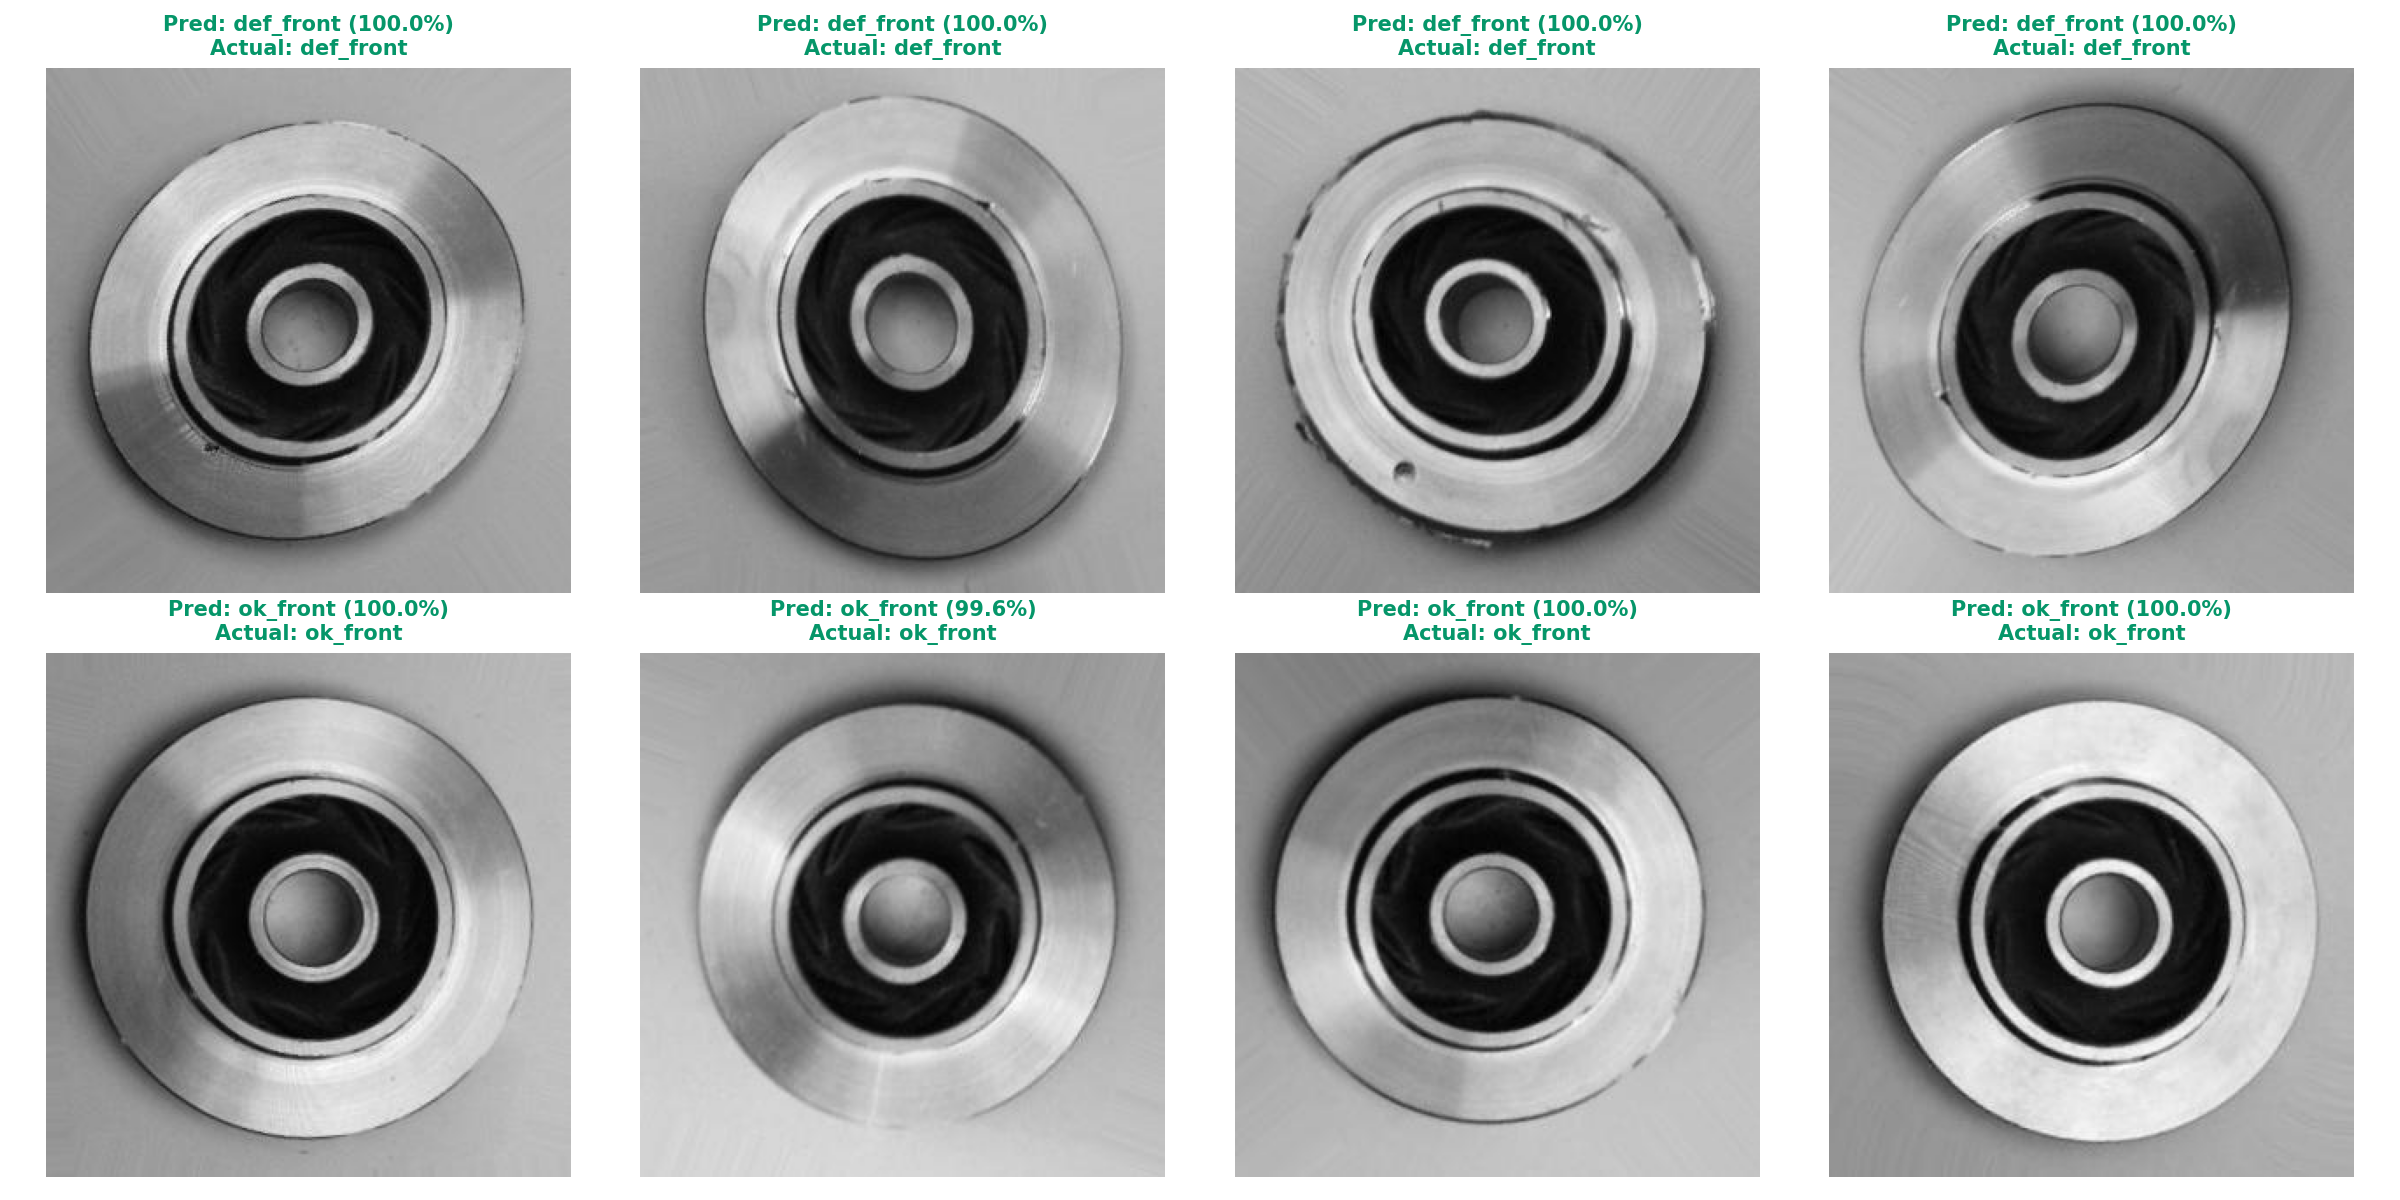 Pred: def_front (100.0%)
Actual: def_front
Pred: def_front (100.0%)
Actual: def_front
Pred: def_front (100.0%)
Actual: def_front
Pred: def_front (100.0%)
Actual: def_front
Pred: ok_front (100.0%)
Actual: ok_front
Pred: ok_front (99.6%)
Actual: ok_front
Pred: ok_front (100.0%)
Actual: ok_front
Pred: ok_front (100.0%)
Actual: ok_front